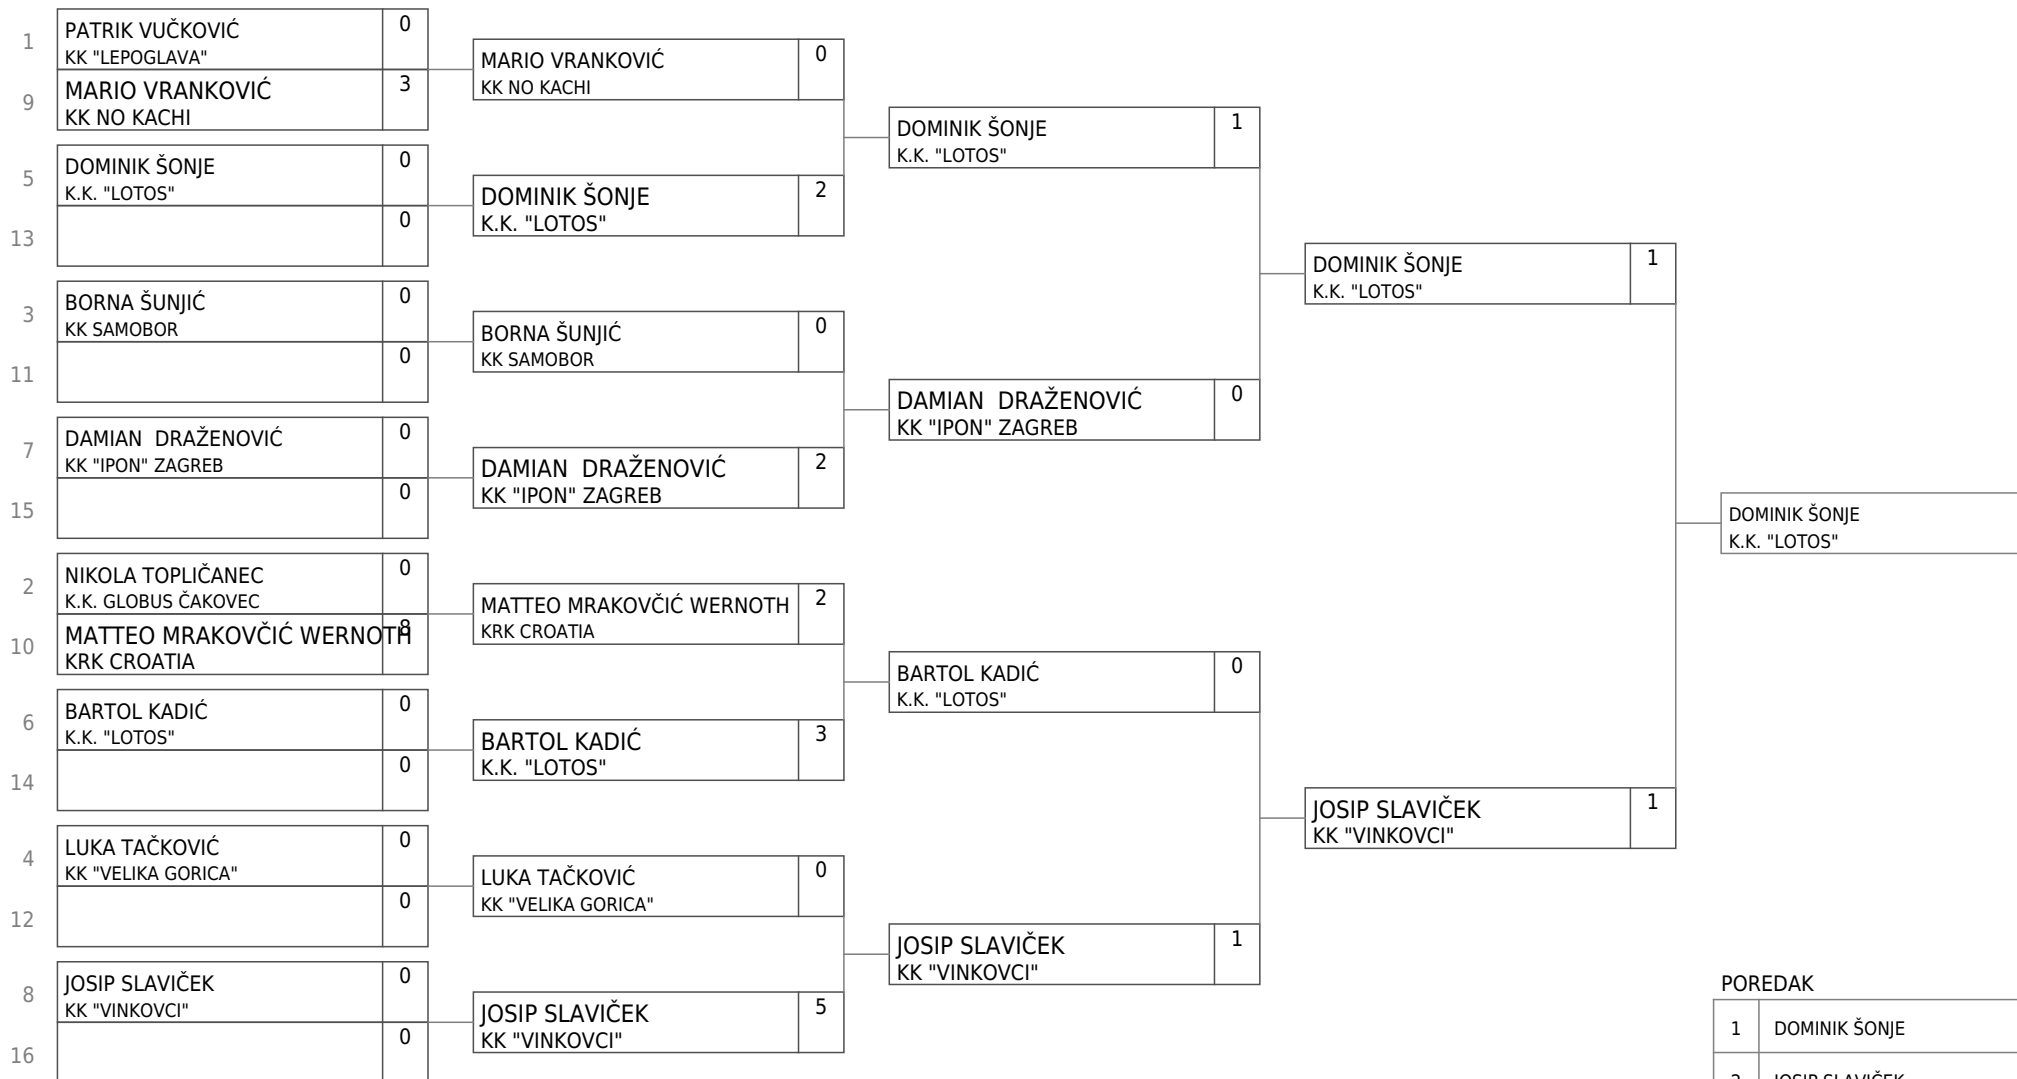 1
PATRIK VUČKOVIĆ
KK "LEPOGLAVA"
0
9
MARIO VRANKOVIĆ
KK NO KACHI
3
5
DOMINIK ŠONJE
K.K. "LOTOS"
0
13
0
3
BORNA ŠUNJIĆ
KK SAMOBOR
0
11
0
7
DAMIAN  DRAŽENOVIĆ
KK "IPON" ZAGREB
0
15
0
2
NIKOLA TOPLIČANEC
K.K. GLOBUS ČAKOVEC
0
10
MATTEO MRAKOVČIĆ WERNOTH
KRK CROATIA
8
6
BARTOL KADIĆ
K.K. "LOTOS"
0
14
0
4
LUKA TAČKOVIĆ
KK "VELIKA GORICA"
0
12
0
8
JOSIP SLAVIČEK
KK "VINKOVCI"
0
16
0
MARIO VRANKOVIĆ
KK NO KACHI
0
DOMINIK ŠONJE
K.K. "LOTOS"
2
BORNA ŠUNJIĆ
KK SAMOBOR
0
DAMIAN  DRAŽENOVIĆ
KK "IPON" ZAGREB
2
MATTEO MRAKOVČIĆ WERNOTH
KRK CROATIA
2
BARTOL KADIĆ
K.K. "LOTOS"
3
LUKA TAČKOVIĆ
KK "VELIKA GORICA"
0
JOSIP SLAVIČEK
KK "VINKOVCI"
5
DOMINIK ŠONJE
K.K. "LOTOS"
1
DAMIAN  DRAŽENOVIĆ
KK "IPON" ZAGREB
0
BARTOL KADIĆ
K.K. "LOTOS"
0
JOSIP SLAVIČEK
KK "VINKOVCI"
1
DOMINIK ŠONJE
K.K. "LOTOS"
1
JOSIP SLAVIČEK
KK "VINKOVCI"
1
DOMINIK ŠONJE
K.K. "LOTOS"
POREDAK
1 DOMINIK ŠONJE
2 JOSIP SLAVIČEK